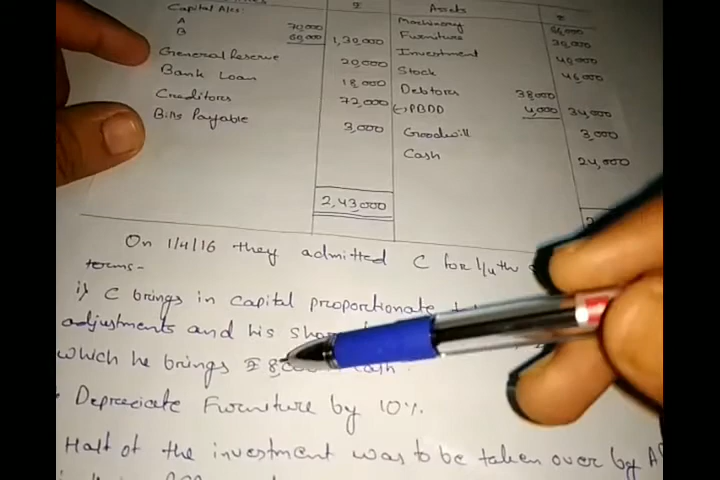 Capital A/cs: ₹ Assets ₹
A 70,000 Machinery
B 60,000 1,30,000 Furniture 30,000
General Reserve 20,000 Investment 40,000
Bank Loan 18,000 Stock 46,000
Creditors 72,000 Debtors 38,000
Bills Payable 3,000 (-) PBDD 4,000 34,000
Goodwill 3,000
Cash 24,000
2,43,000
On 1/4/16 they admitted C for 1/4th
terms-
i) C brings in capital proportionate
adjustments and his
which he brings ₹ cash.
Depreciate Furniture by 10%.
Half of the investment was to be taken over by A